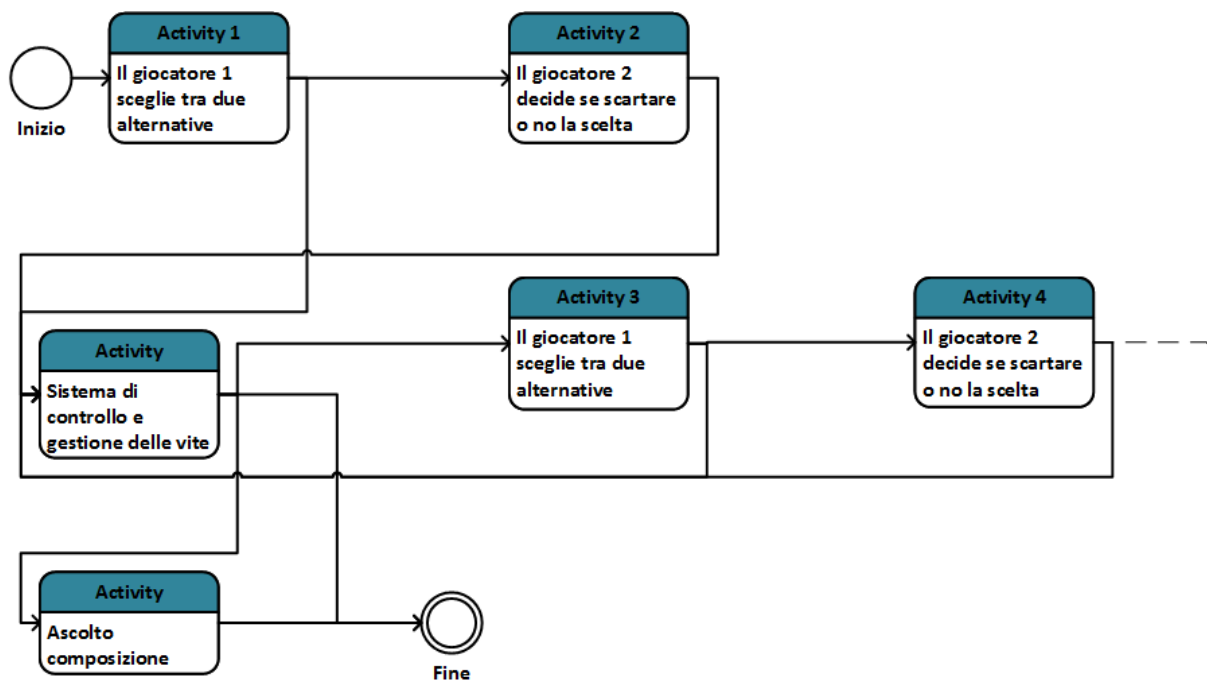 Activity 1
Il giocatore 1
sceglie tra due
alternative
Inizio
Activity 2
Il giocatore 2
decide se scartare
o no la scelta
Activity 3
Il giocatore 1
sceglie tra due
alternative
Activity 4
Il giocatore 2
decide se scartare
o no la scelta
Activity
Sistema di
controllo e
gestione delle vite
Activity
Ascolto
composizione
Fine